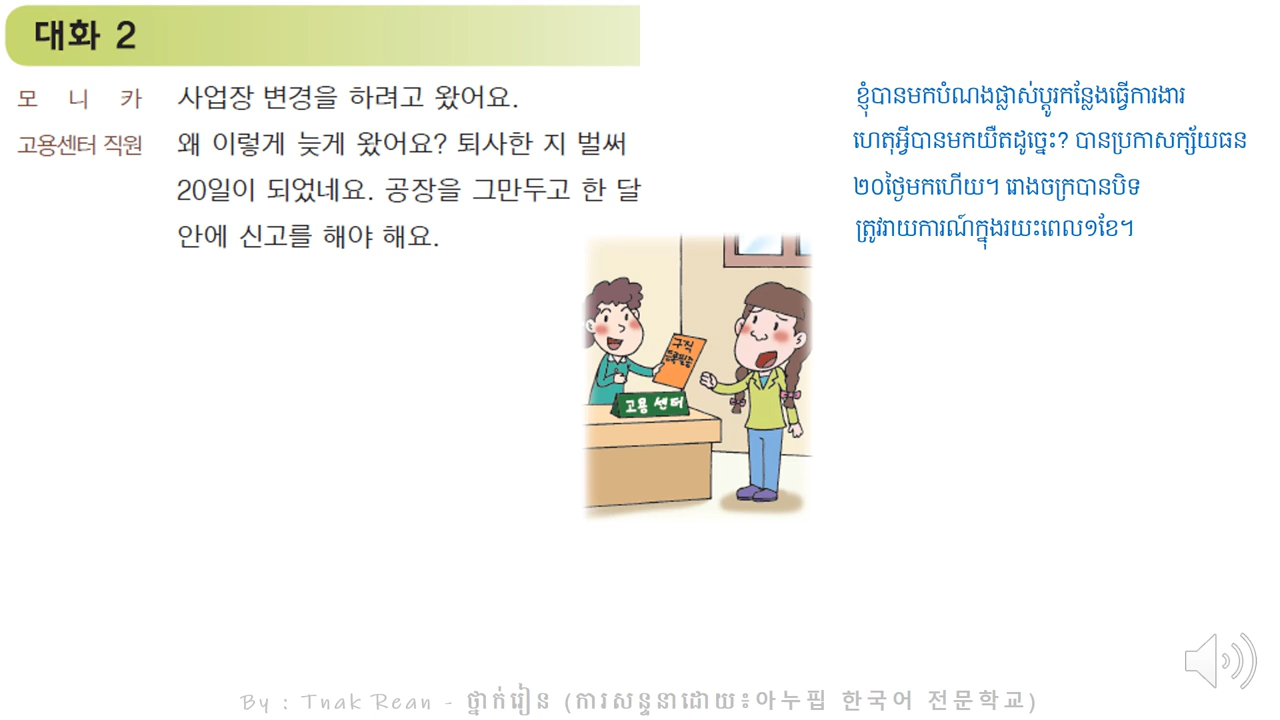 대화 2
모 니 카 사업장 변경을 하려고 왔어요.
고용센터 직원 왜 이렇게 늦게 왔어요? 퇴사한 지 벌써
20일이 되었네요. 공장을 그만두고 한 달
안에 신고를 해야 해요.
ខ្ញុំបានមកបំណងផ្លាស់ប្តូរកន្លែងធ្វើការងារ
ហេតុអ្វីបានមកយឺតដូច្នេះ? បានប្រកាសក្ស័យធន
២០ថ្ងៃមកហើយ។ រោងចក្របានបិទ
ត្រូវរាយការណ៍ក្នុងរយះពេល១ខែ។
구직
고용 센터
By : Tnak Rean - ថ្នាក់រៀន (ការសន្ទនាដោយ៖아누핍 한국어 전문학교)